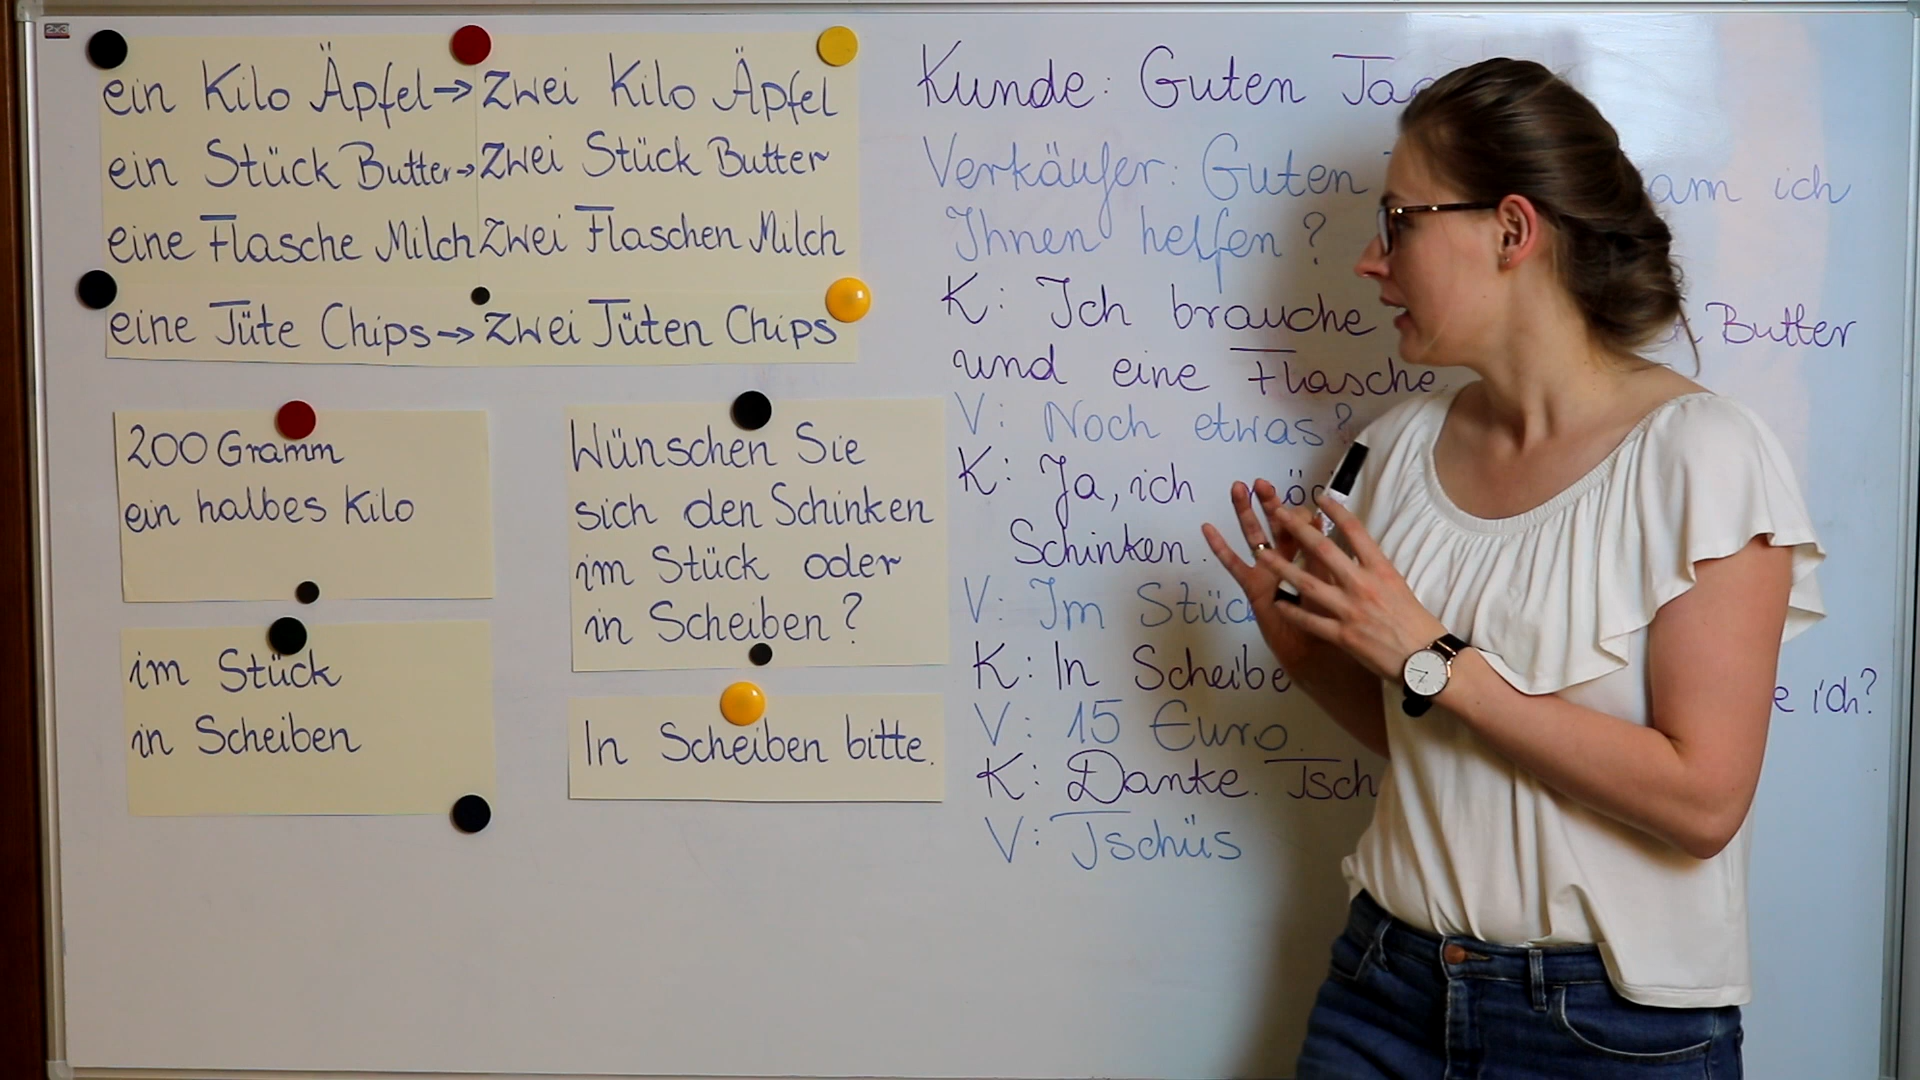 ein Kilo Äpfel → zwei Kilo Äpfel
ein Stück Butter → zwei Stück Butter
eine Flasche Milch zwei Flaschen Milch
eine Tüte Chips → zwei Tüten Chips
200 Gramm
ein halbes Kilo
im Stück
in Scheiben
Wünschen Sie
sich den Schinken
im Stück oder
in Scheiben?
In Scheiben bitte.
Kunde: Guten
Verkäufer: Guten ich
Ihnen helfen?
K: Ich brauche Butter
und eine Flasche
V: Noch etwas?
K: Ja, ich
Schinken.
V: Im
K: In
V: 15 Euro.
K: Danke.
V: Tschüs
ich?